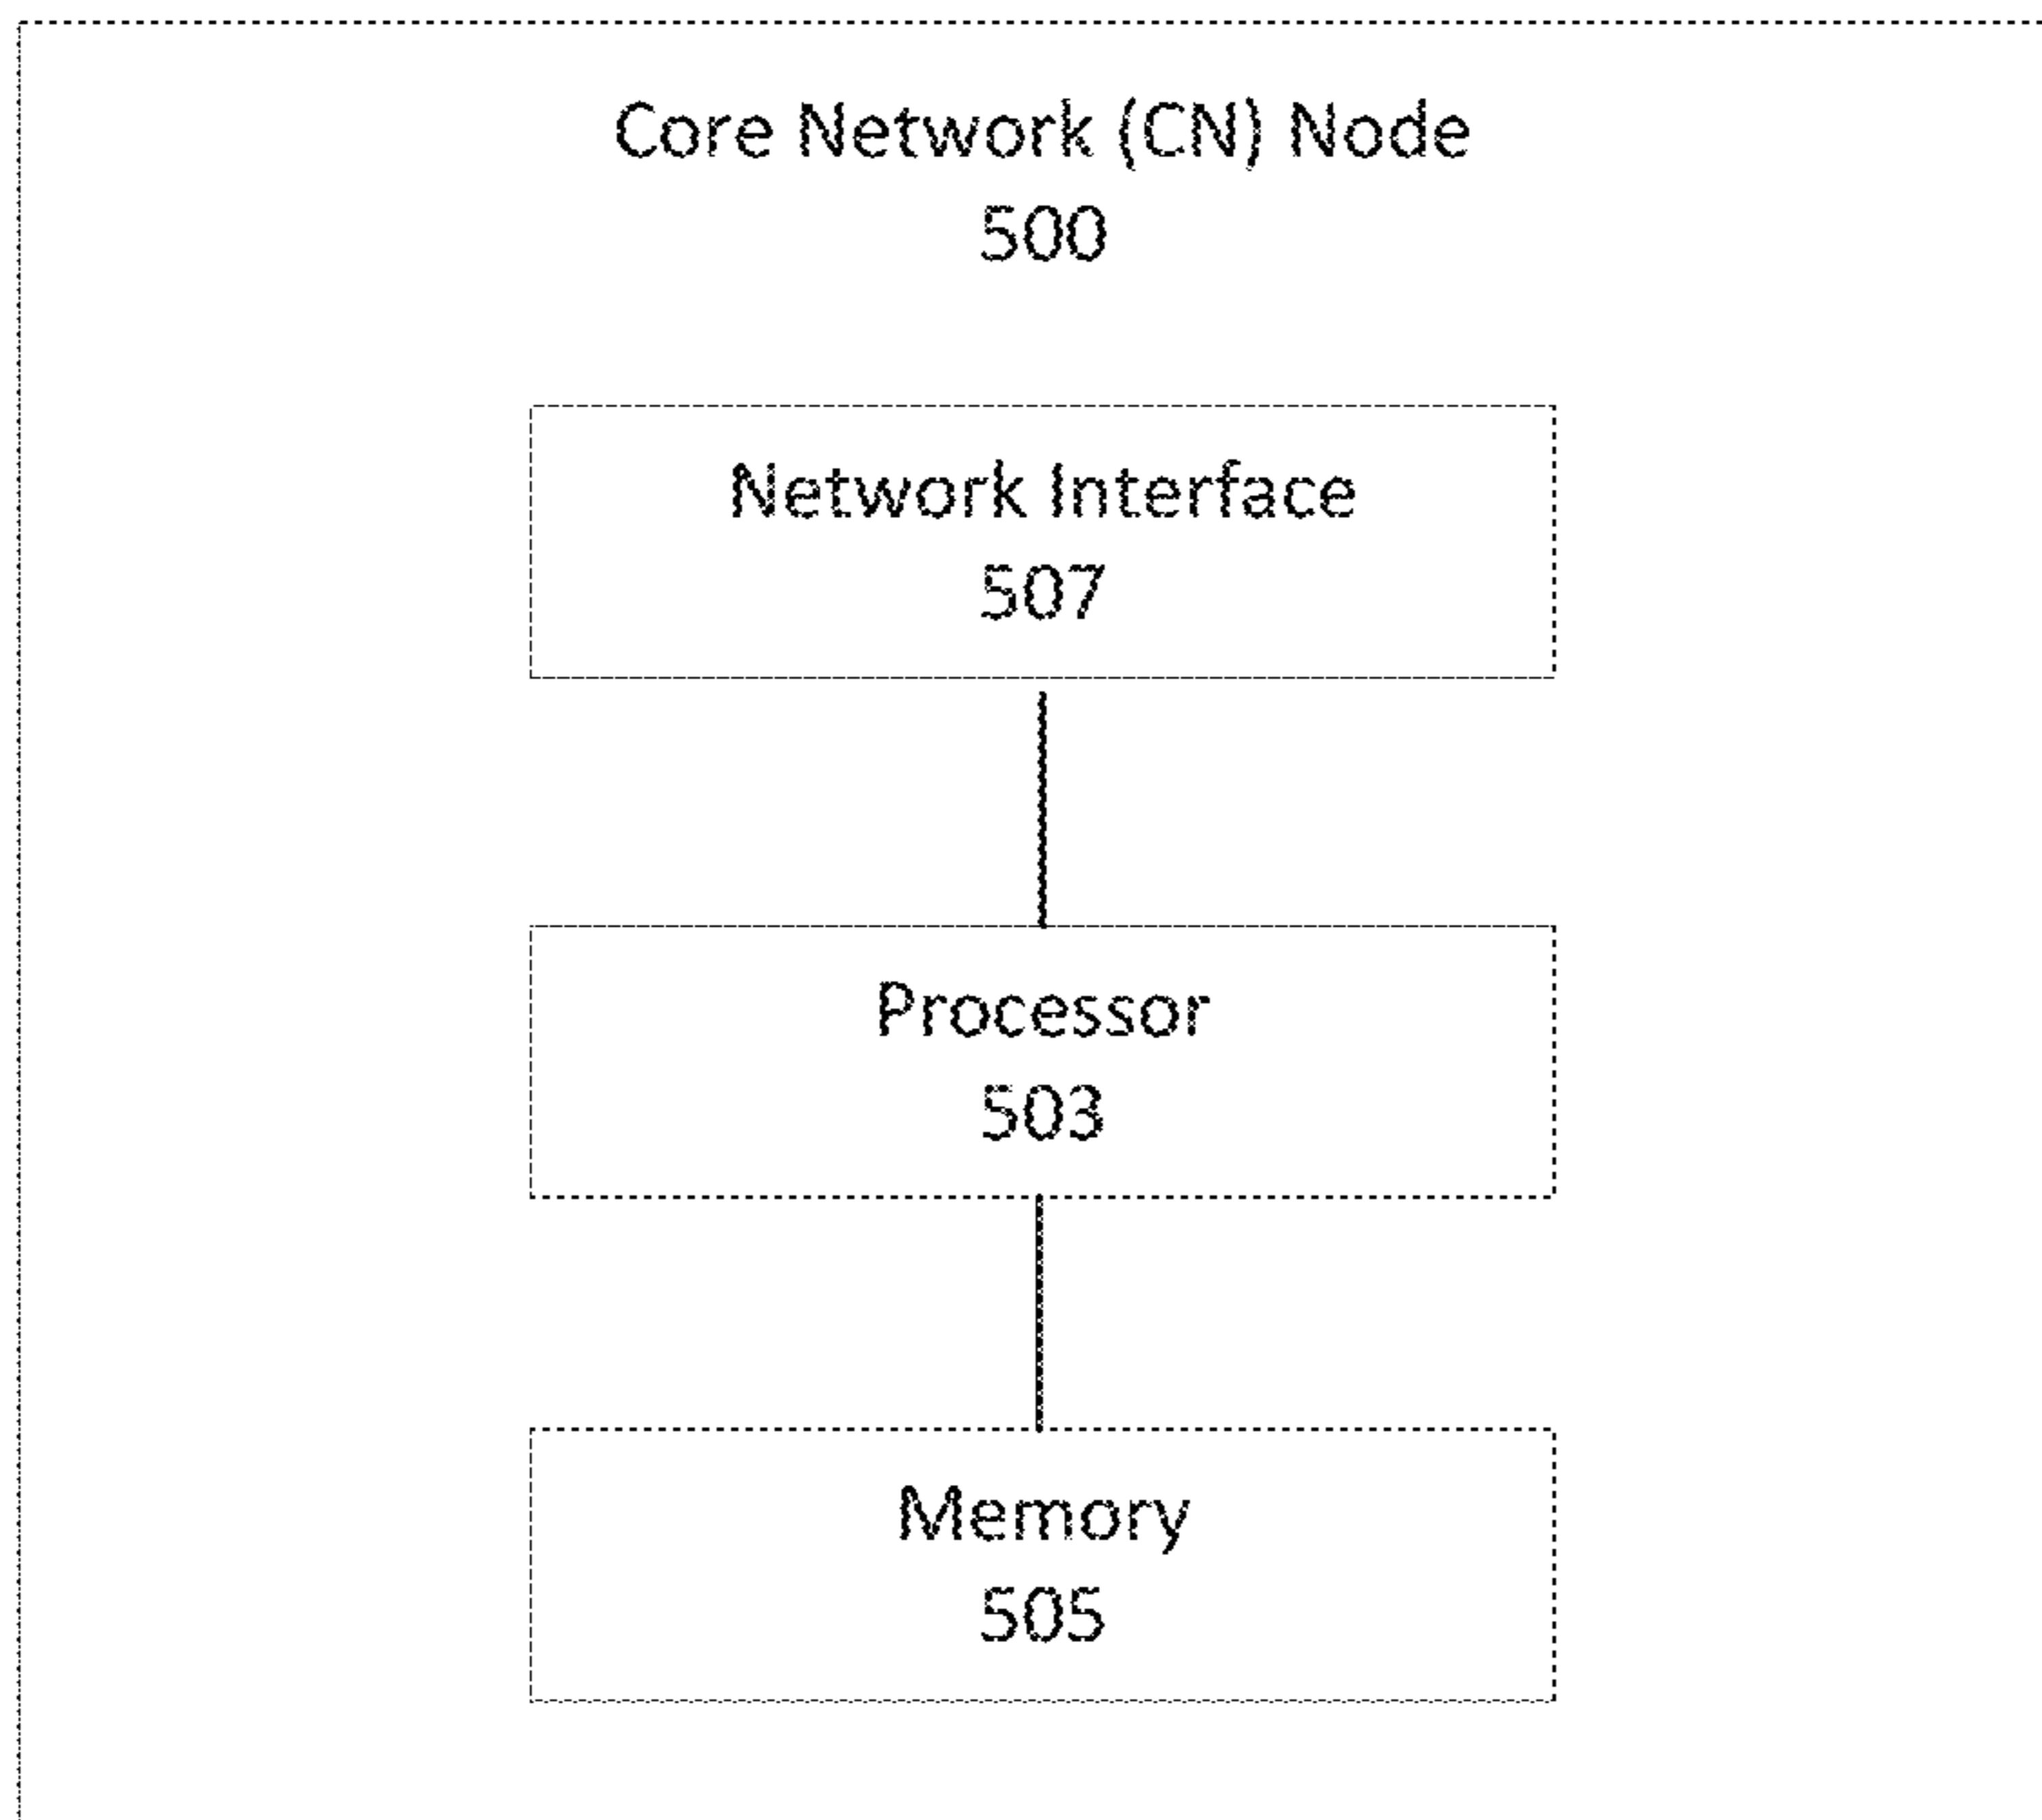 Core Network (CN) Node
500
Network Interface
507
Processor
503
Memory
505